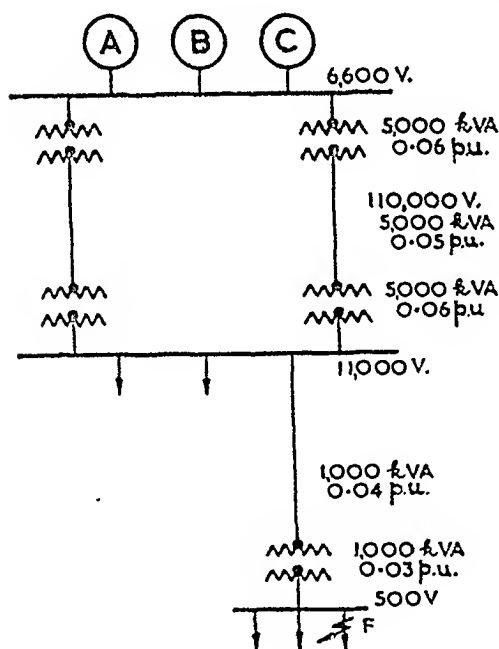 A B C
6,600 V.
5,000 kVA
0·06 p.u.
110,000 V.
5,000 kVA
0·05 p.u.
5,000 kVA
0·06 p.u
11,000 V.
1,000 kVA
0·04 p.u.
1,000 kVA
0·03 p.u.
500V
F